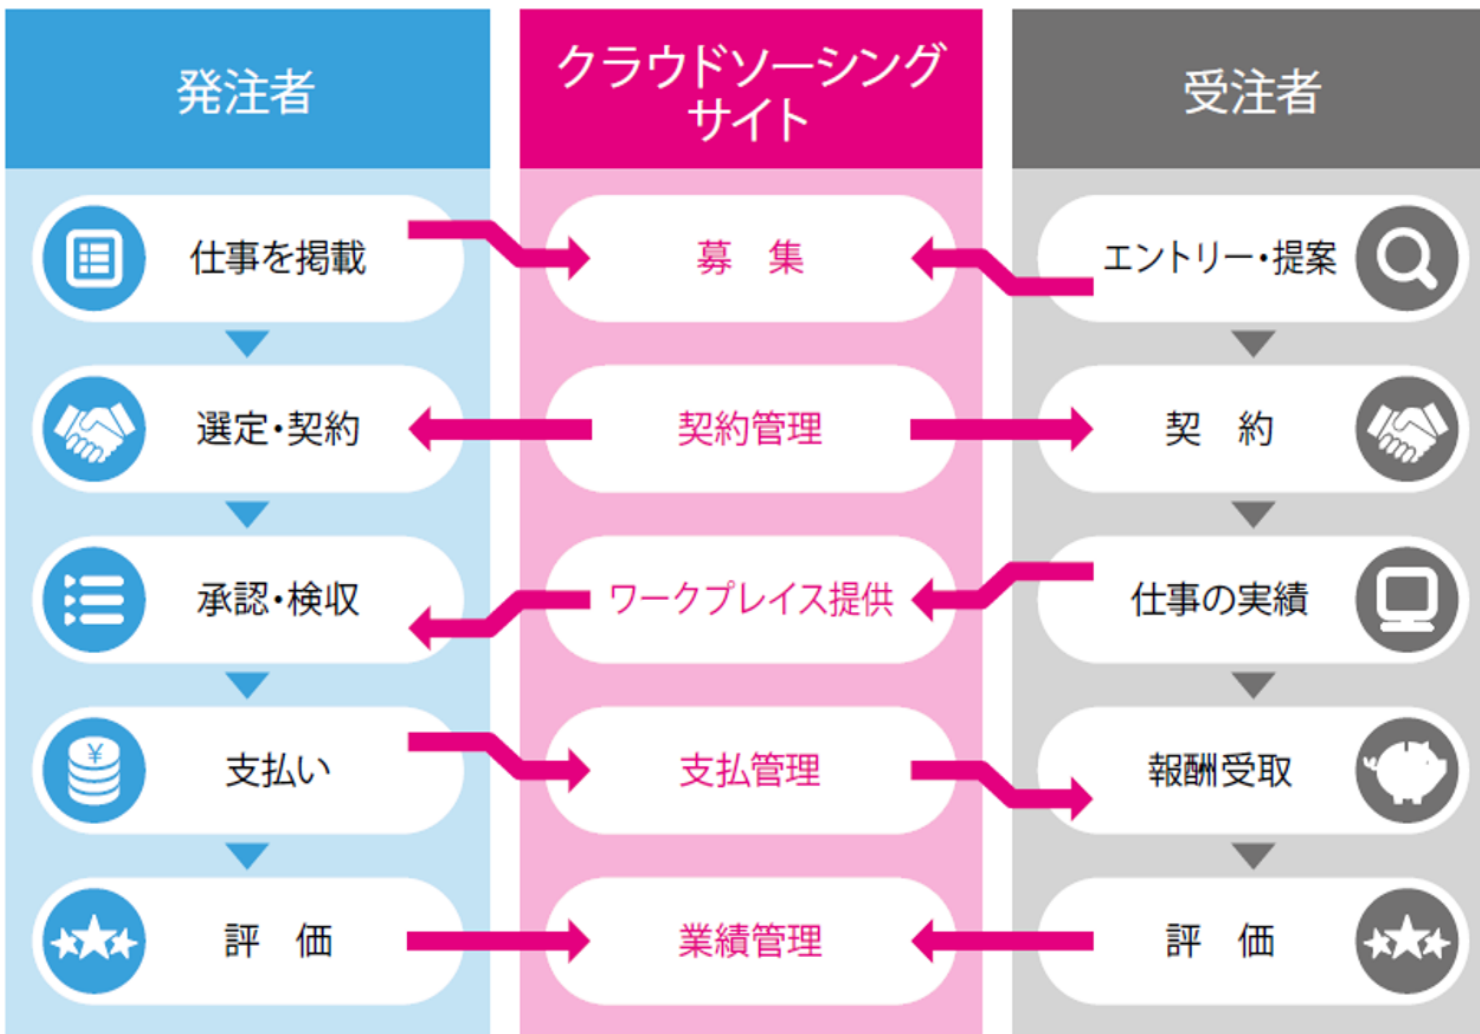 発注者
クラウドソーシング
サイト
受注者
仕事を掲載
募 集
エントリー・提案
選定・契約
契約管理
契 約
承認・検収
ワークプレイス提供
仕事の実績
¥
支払い
支払管理
報酬受取
評 価
業績管理
評 価